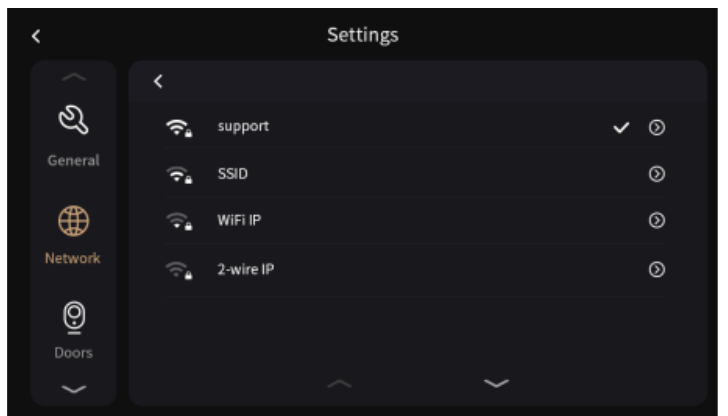 Settings
General
Network
Doors
support
SSID
WiFi IP
2-wire IP